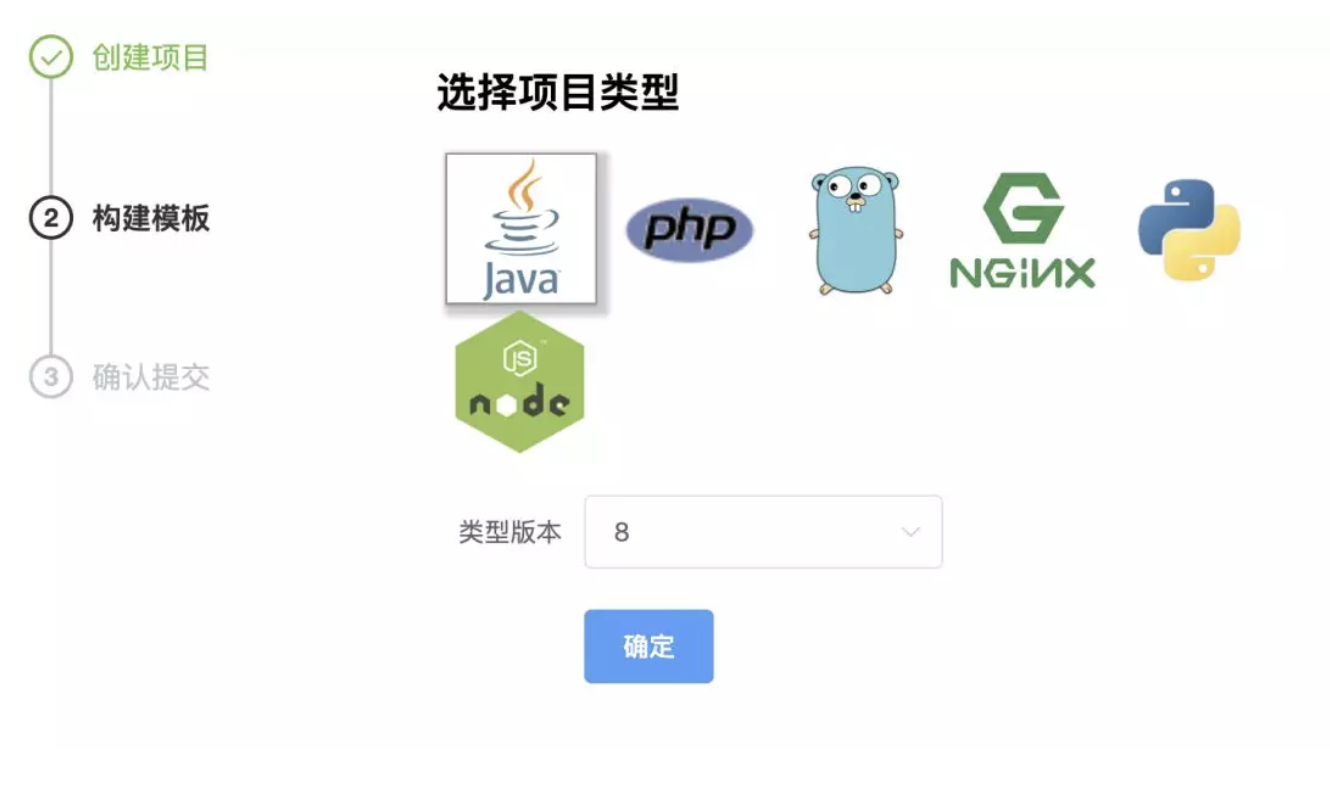 创建项目
选择项目类型
2 构建模板
Java
php
NGiNX
3 确认提交
JS
node
类型版本 8
确定